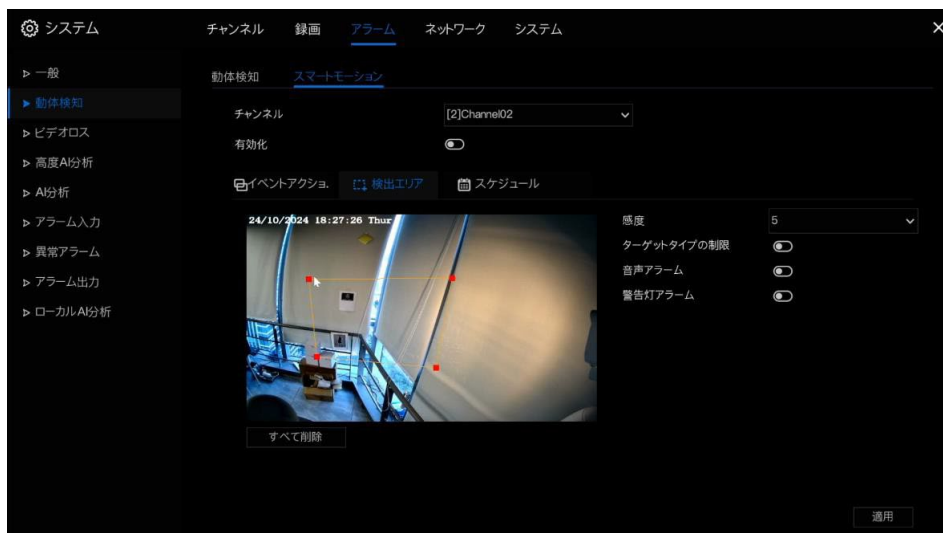 システム
チャンネル 録画 アラーム ネットワーク システム
一般
動体検知
ビデオロス
高度AI分析
AI分析
アラーム入力
異常アラーム
アラーム出力
ローカルAI分析
動体検知 スマートモーション
チャンネル [2]Channel02
有効化
イベントアクショ. 検出エリア スケジュール
24/10/2024 18:27:26 Thur
感度 5
ターゲットタイプの制限
音声アラーム
警告灯アラーム
すべて削除
適用